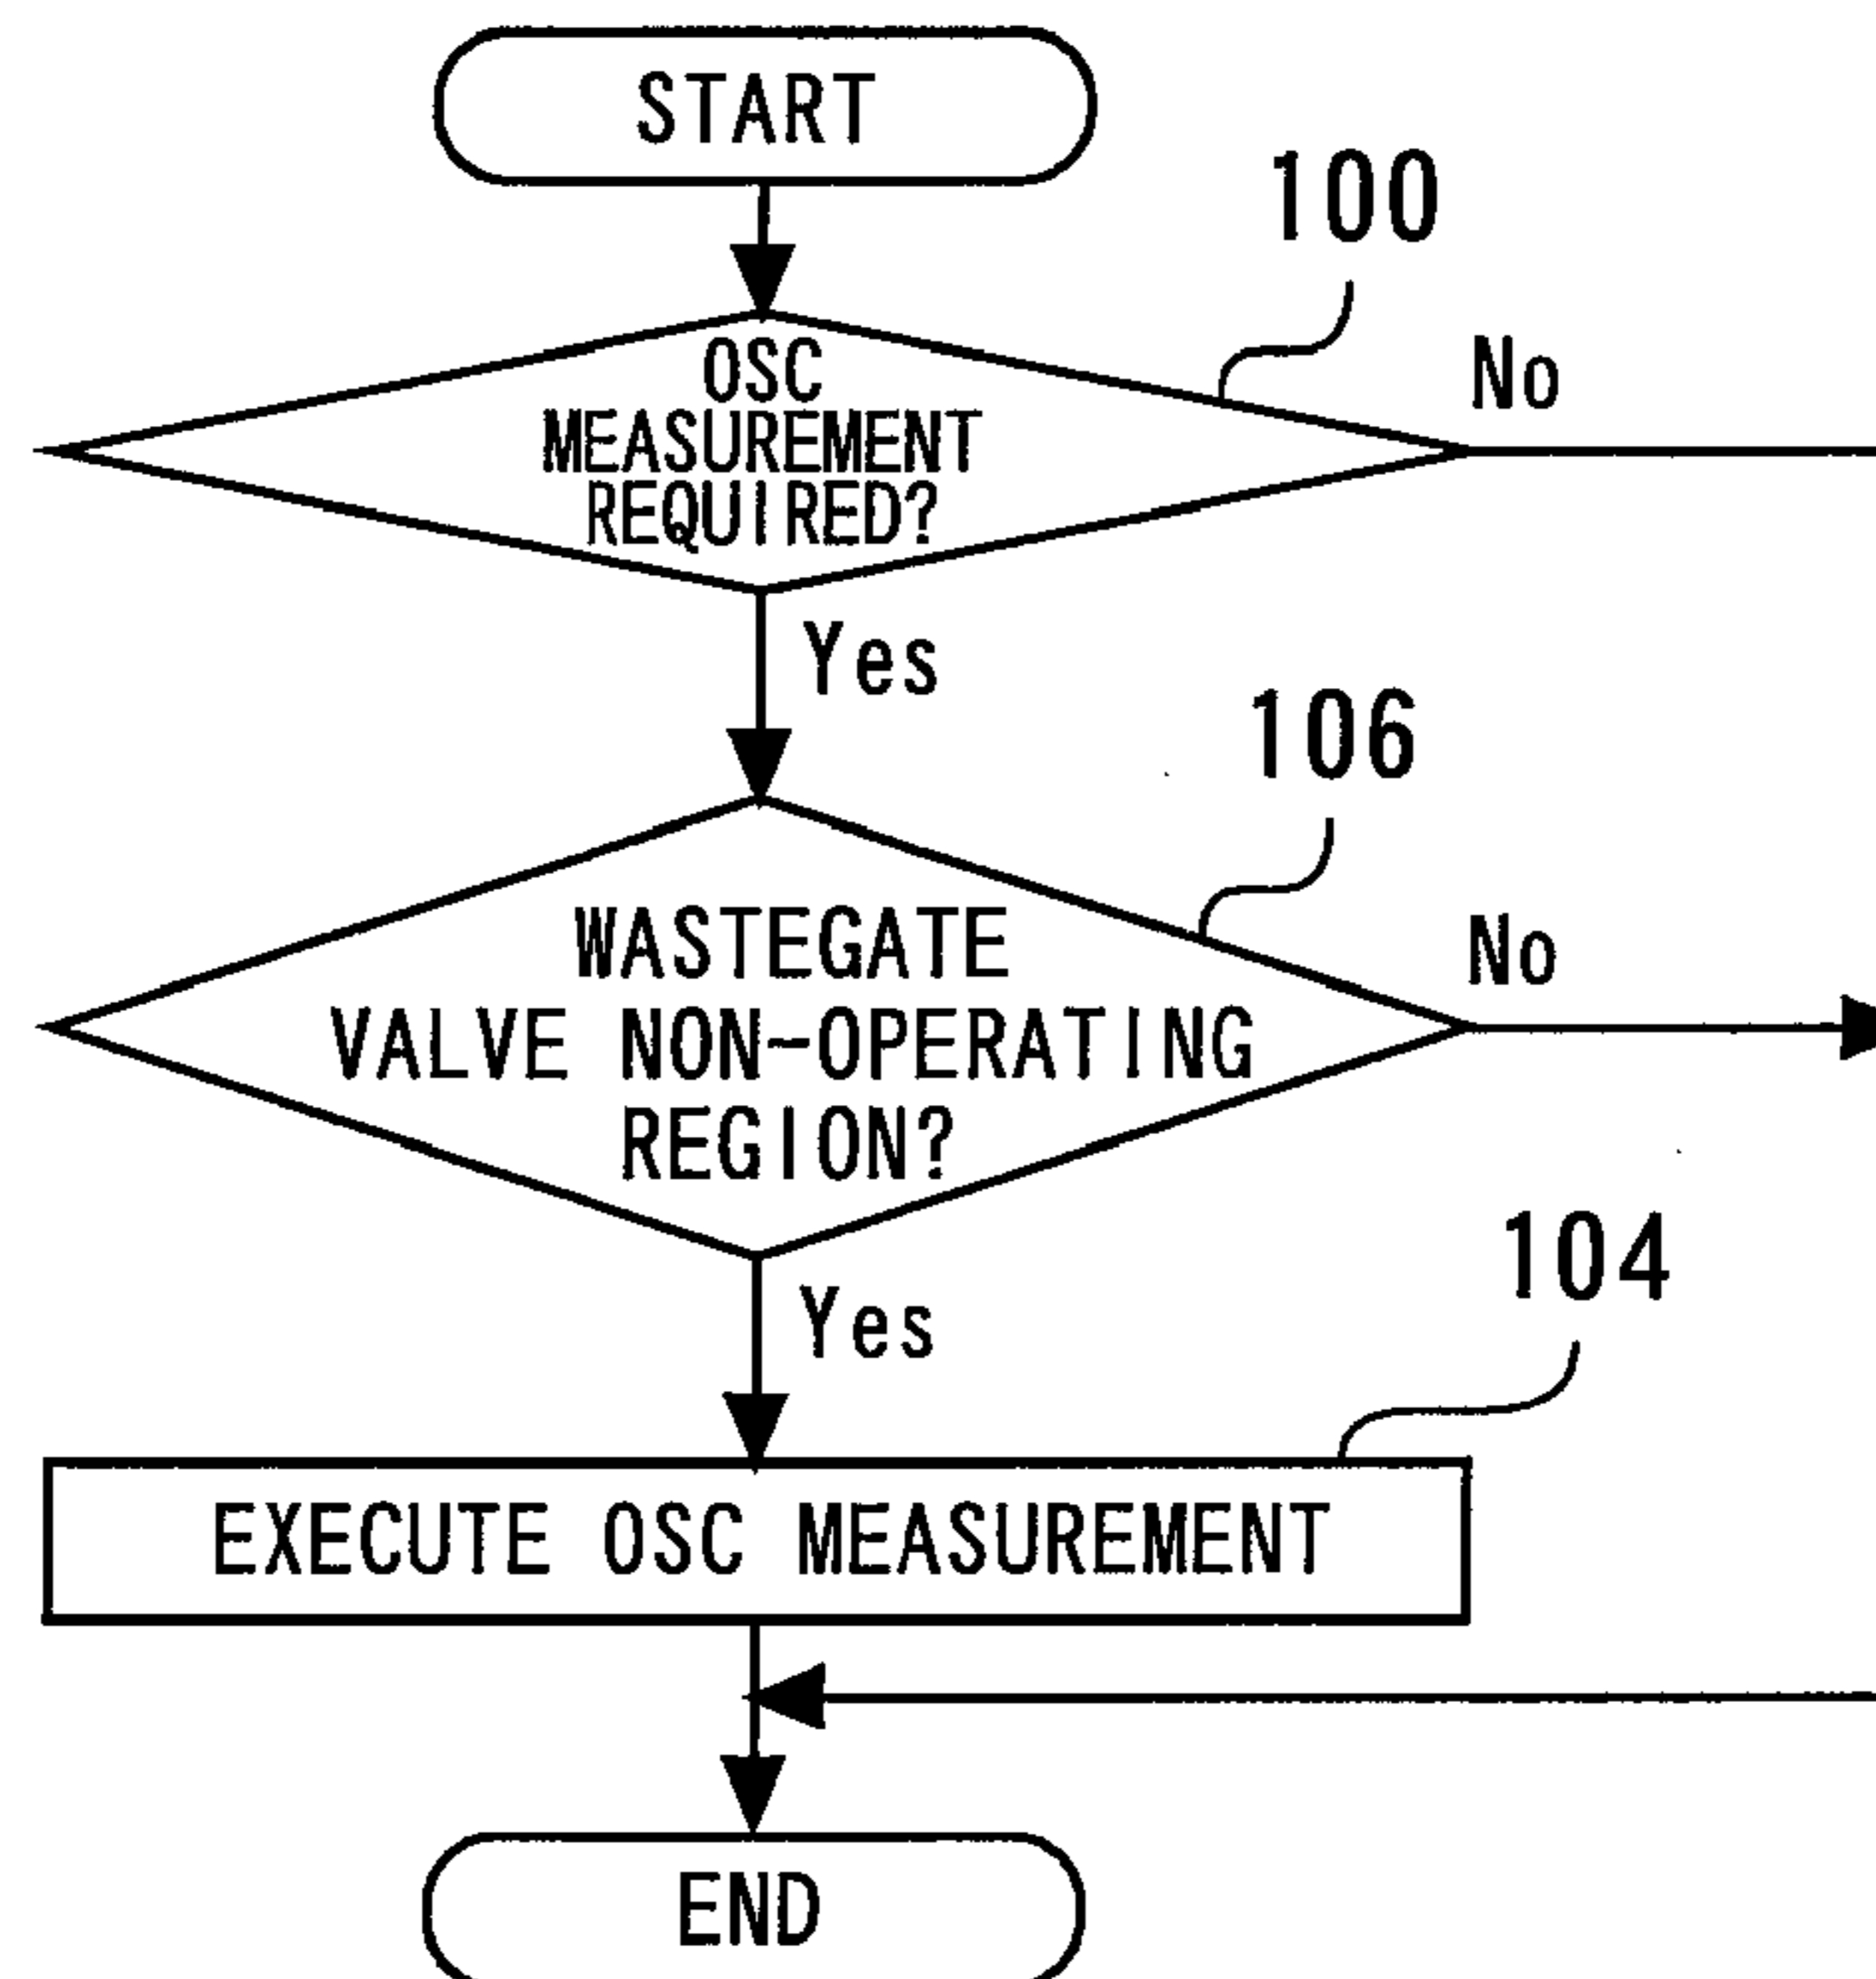 START
100
OSC
MEASUREMENT
REQUIRED?
No
Yes
106
WASTEGATE
VALVE NON-OPERATING
REGION?
No
Yes
104
EXECUTE OSC MEASUREMENT
END